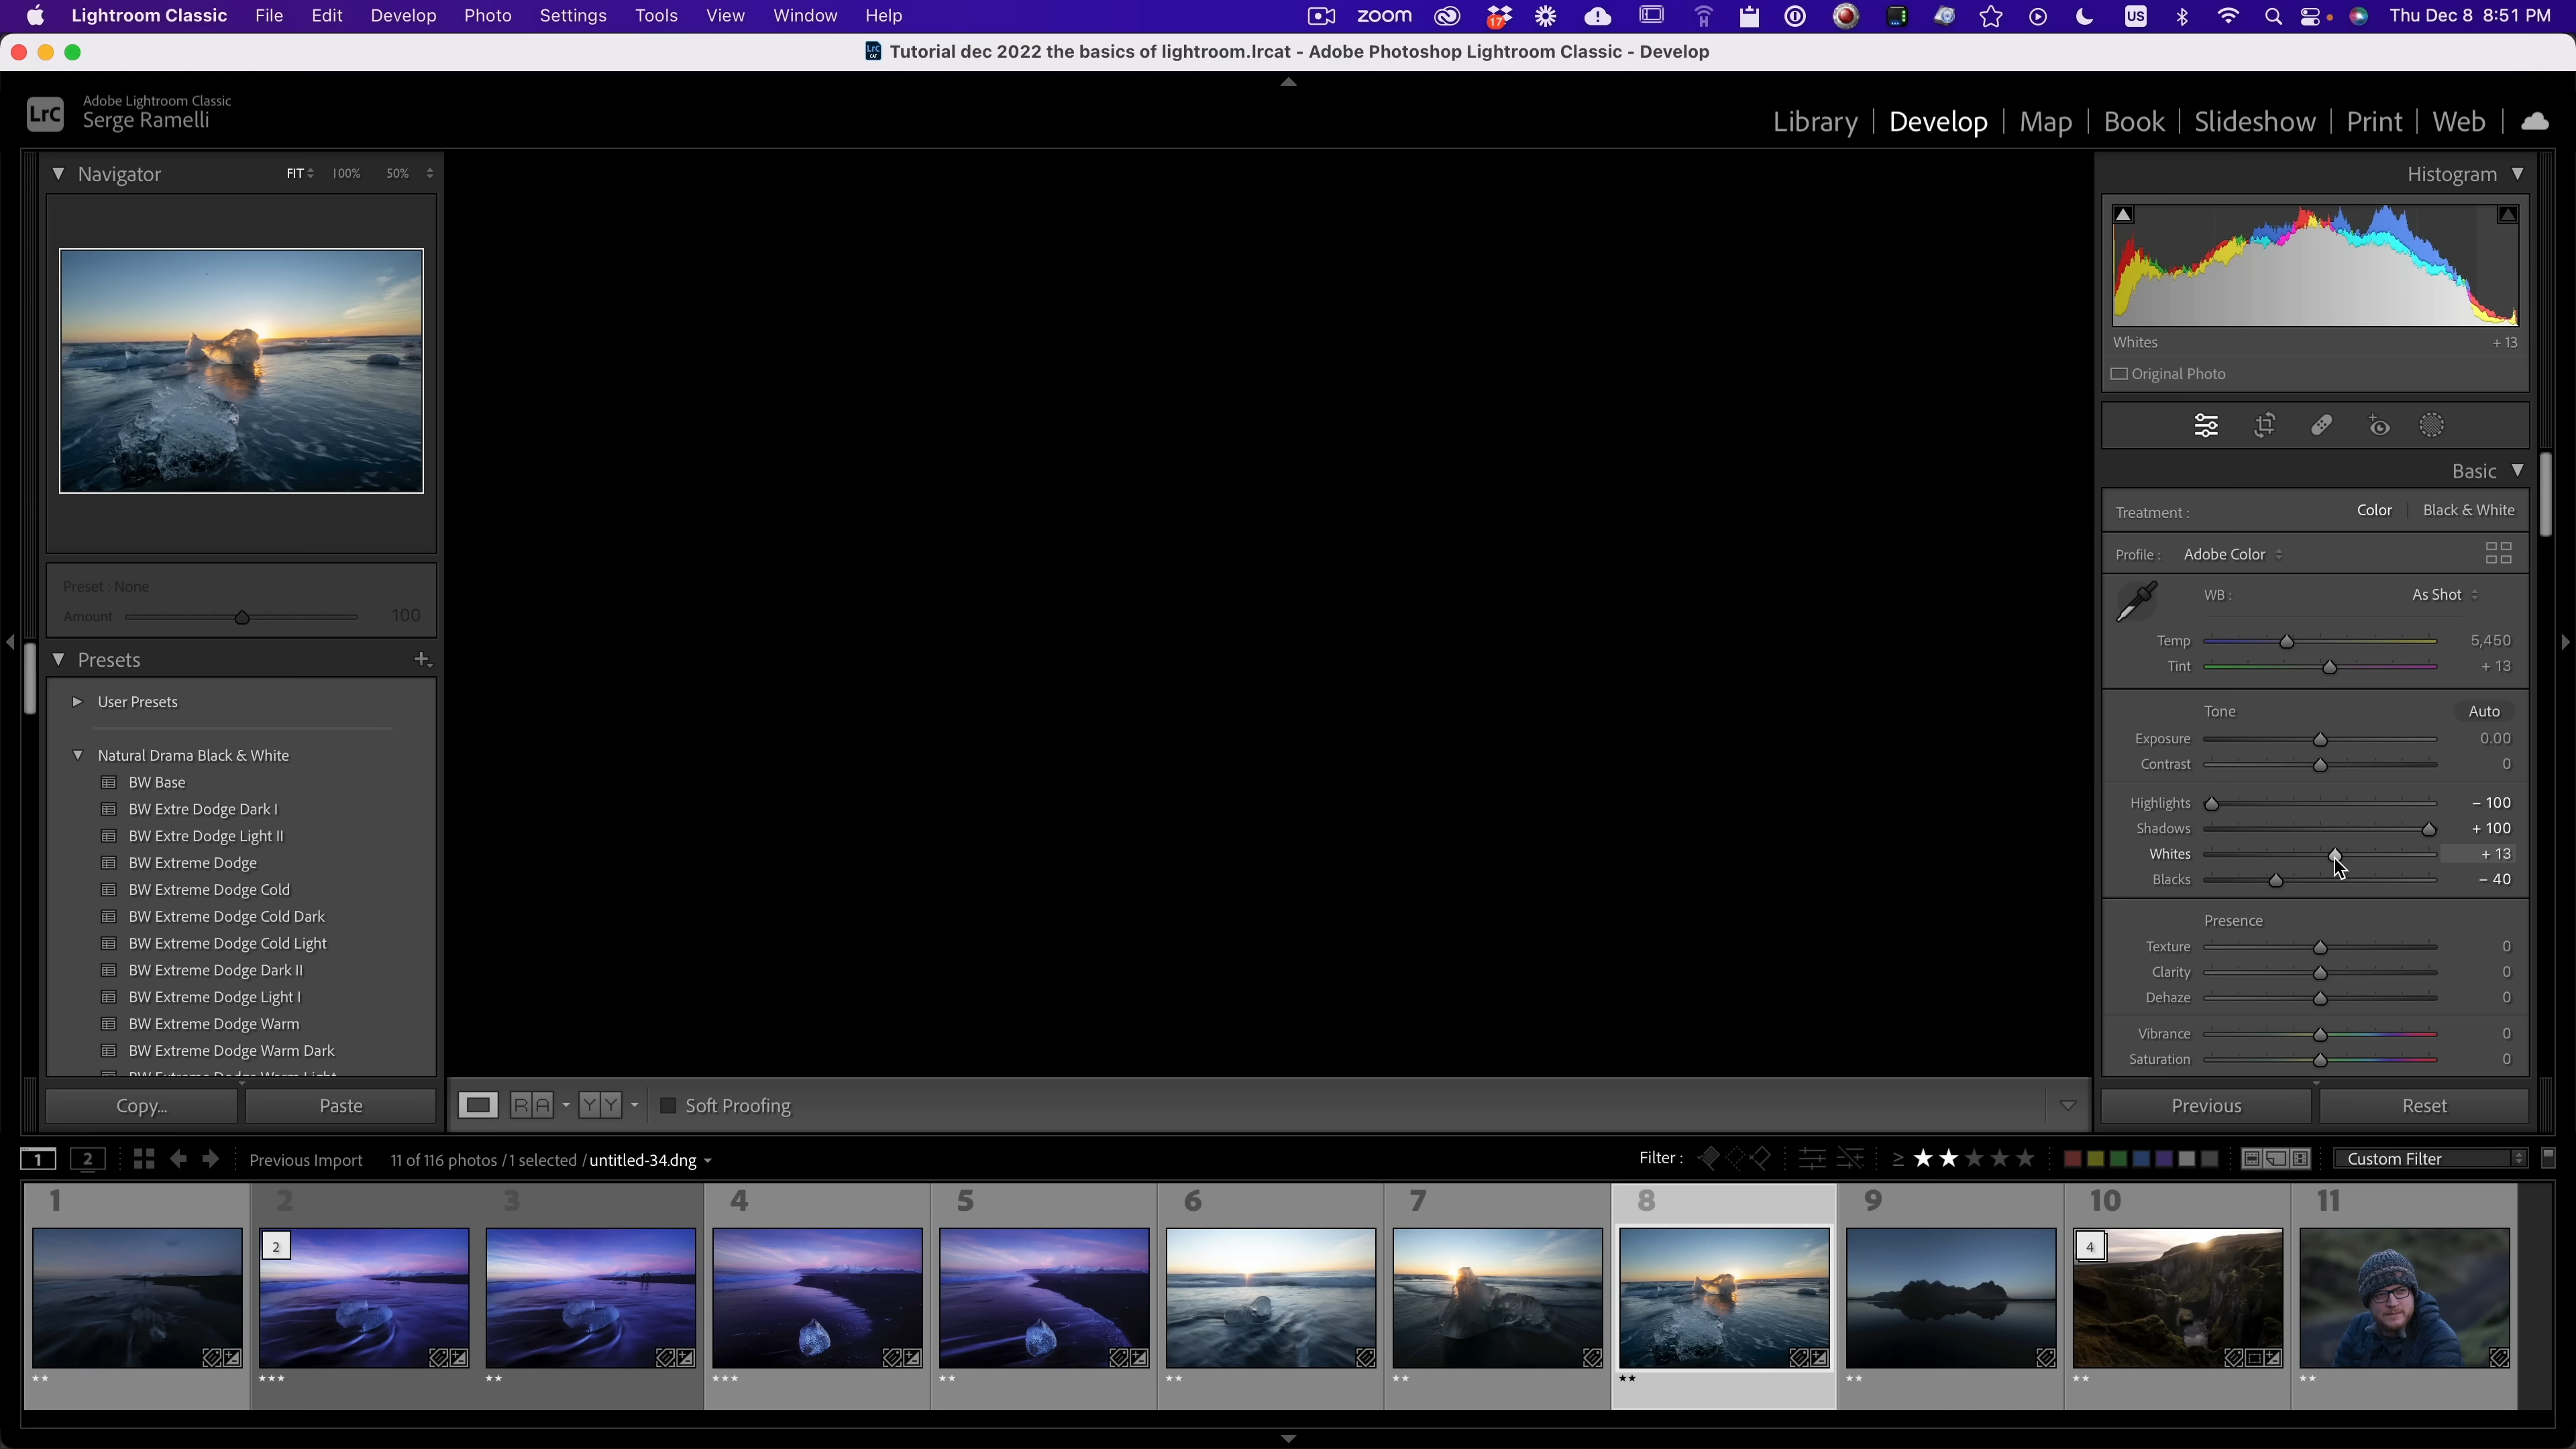 Lightroom Classic File Edit Develop Photo Settings Tools View Window Help zoom 17 US Thu Dec 8 8:51 PM
Tutorial dec 2022 the basics of lightroom.lrcat - Adobe Photoshop Lightroom Classic - Develop
LrC
Adobe Lightroom Classic
Serge Ramelli
Library | Develop | Map | Book | Slideshow | Print | Web |
Navigator FIT 100% 50%
Preset : None
Amount 100
Presets
User Presets
Natural Drama Black & White
BW Base
BW Extre Dodge Dark I
BW Extre Dodge Light II
BW Extreme Dodge
BW Extreme Dodge Cold
BW Extreme Dodge Cold Dark
BW Extreme Dodge Cold Light
BW Extreme Dodge Dark II
BW Extreme Dodge Light I
BW Extreme Dodge Warm
BW Extreme Dodge Warm Dark
BW Extreme Dodge Warm Light
Copy... Paste
RA YY Soft Proofing
Histogram
Whites + 13
Original Photo
Basic
Treatment : Color Black & White
Profile : Adobe Color
WB : As Shot
Temp 5,450
Tint + 13
Tone Auto
Exposure 0.00
Contrast 0
Highlights – 100
Shadows + 100
Whites + 13
Blacks – 40
Presence
Texture 0
Clarity 0
Dehaze 0
Vibrance 0
Saturation 0
Previous Reset
1 2 Previous Import 11 of 116 photos / 1 selected / untitled-34.dng Filter : ≥ ★★★★★ Custom Filter
1 2 3 4 5 6 7 8 9 10 11
2 4